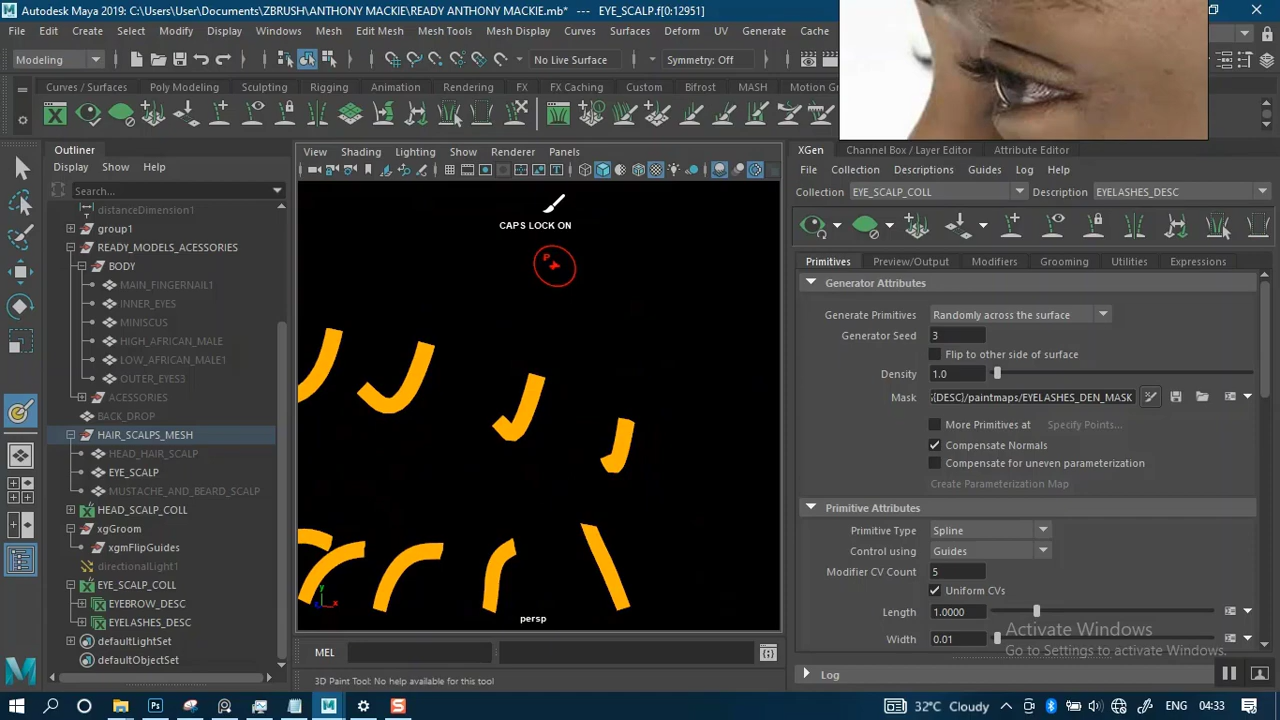 Autodesk Maya 2019: C:\Users\User\Documents\ZBRUSH\ANTHONY MACKIE\READY ANTHONY MACKIE.mb* --- EYE_SCALP.f[0:12951]
File Edit Create Select Modify Display Windows Mesh Edit Mesh Mesh Tools Mesh Display Curves Surfaces Deform UV Generate Cache
Modeling No Live Surface Symmetry: Off
Curves / Surfaces Poly Modeling Sculpting Rigging Animation Rendering FX FX Caching Custom Bifrost MASH Motion Gr
Outliner
Display Show Help
Search...
distanceDimension1
group1
READY_MODELS_ACESSORIES
BODY
MAIN_FINGERNAIL1
INNER_EYES
MINISCUS
HIGH_AFRICAN_MALE
LOW_AFRICAN_MALE1
OUTER_EYES3
ACESSORIES
BACK_DROP
HAIR_SCALPS_MESH
HEAD_HAIR_SCALP
EYE_SCALP
MUSTACHE_AND_BEARD_SCALP
HEAD_SCALP_COLL
xgGroom
xgmFlipGuides
directionalLight1
EYE_SCALP_COLL
EYEBROW_DESC
EYELASHES_DESC
defaultLightSet
defaultObjectSet
View Shading Lighting Show Renderer Panels
CAPS LOCK ON
P
y
x
persp
XGen Channel Box / Layer Editor Attribute Editor
File Collection Descriptions Guides Log Help
Collection EYE_SCALP_COLL Description EYELASHES_DESC
Primitives Preview/Output Modifiers Grooming Utilities Expressions
Generator Attributes
Generate Primitives Randomly across the surface
Generator Seed 3
Flip to other side of surface
Density 1.0
Mask {DESC}/paintmaps/EYELASHES_DEN_MASK
More Primitives at Specify Points...
Compensate Normals
Compensate for uneven parameterization
Create Parameterization Map
Primitive Attributes
Primitive Type Spline
Control using Guides
Modifier CV Count 5
Uniform CVs
Length 1.0000
Width 0.01
Activate Windows
Go to Settings to activate Windows.
Log
MEL
3D Paint Tool: No help available for this tool
32°C Cloudy ENG 04:33